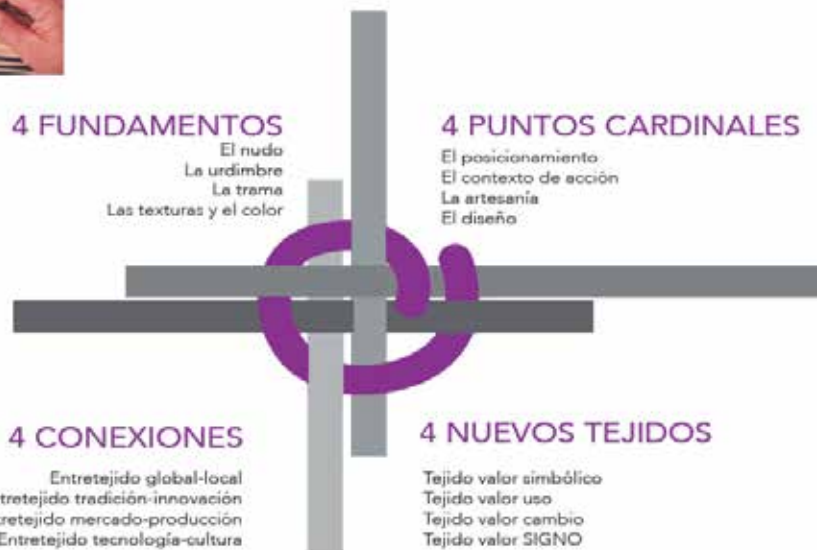 4 FUNDAMENTOS
El nudo
La urdimbre
La trama
Las texturas y el color
4 PUNTOS CARDINALES
El posicionamiento
El contexto de acción
La artesanía
El diseño
4 CONEXIONES
Entretejido global-local
tretejido tradición-innovación
retejido mercado-producción
Entretejido tecnología-cultura
4 NUEVOS TEJIDOS
Tejido valor simbólico
Tejido valor uso
Tejido valor cambio
Tejido valor SIGNO